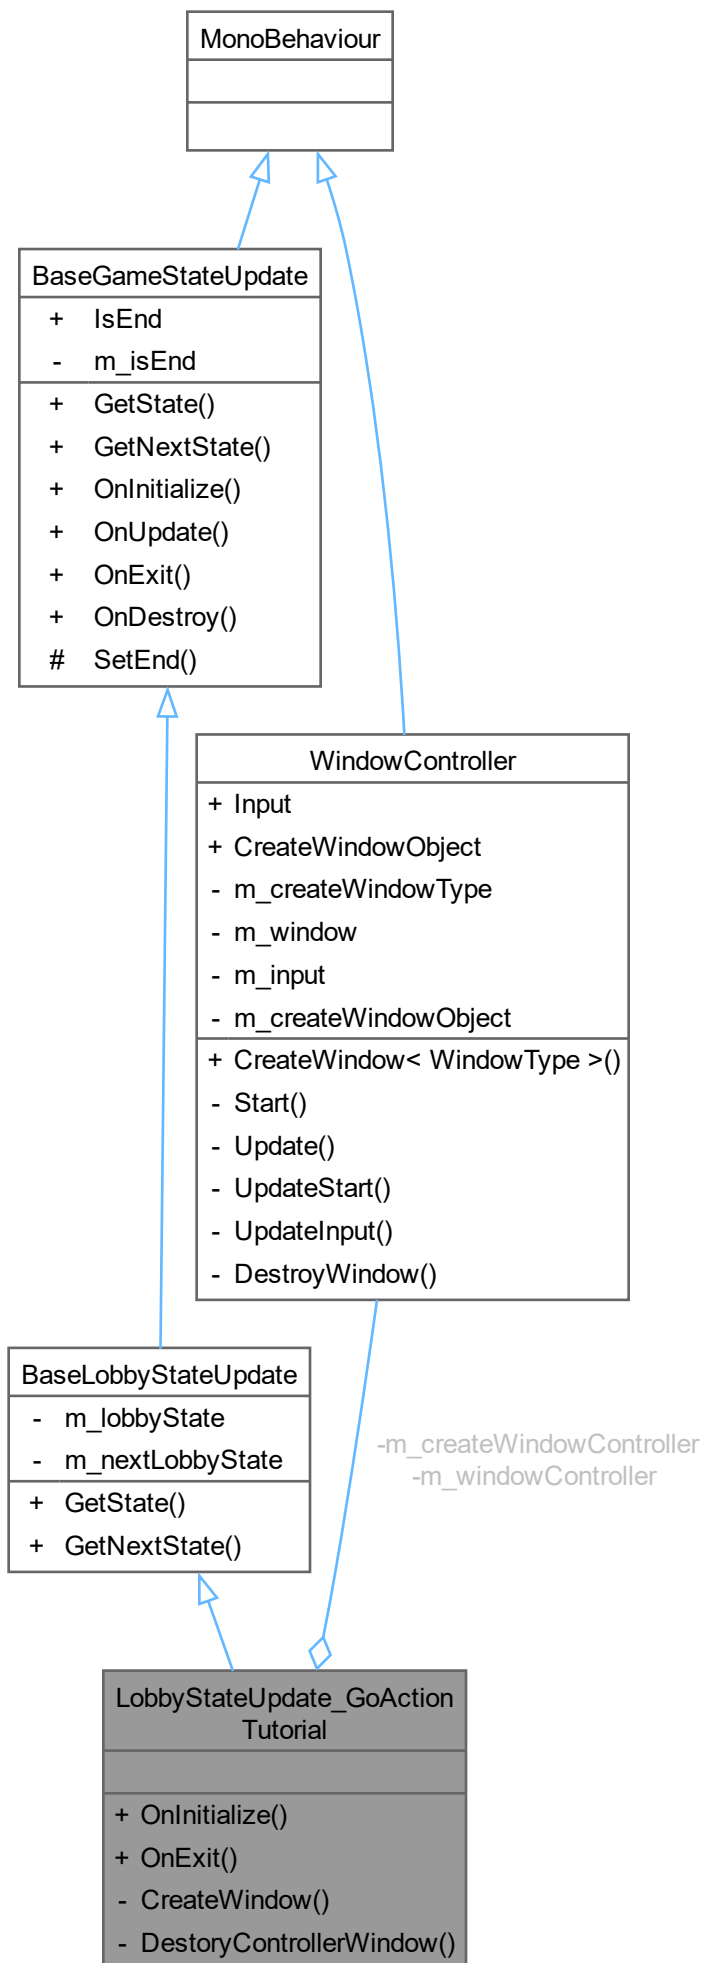 MonoBehaviour
BaseGameStateUpdate
+ IsEnd
- m_isEnd
+ GetState()
+ GetNextState()
+ OnInitialize()
+ OnUpdate()
+ OnExit()
+ OnDestroy()
# SetEnd()
WindowController
+ Input
+ CreateWindowObject
- m_createWindowType
- m_window
- m_input
- m_createWindowObject
+ CreateWindow< WindowType >()
- Start()
- Update()
- UpdateStart()
- UpdateInput()
- DestroyWindow()
BaseLobbyStateUpdate
- m_lobbyState
- m_nextLobbyState
+ GetState()
+ GetNextState()
-m_createWindowController
-m_windowController
LobbyStateUpdate_GoAction
Tutorial
+ OnInitialize()
+ OnExit()
- CreateWindow()
- DestoryControllerWindow()